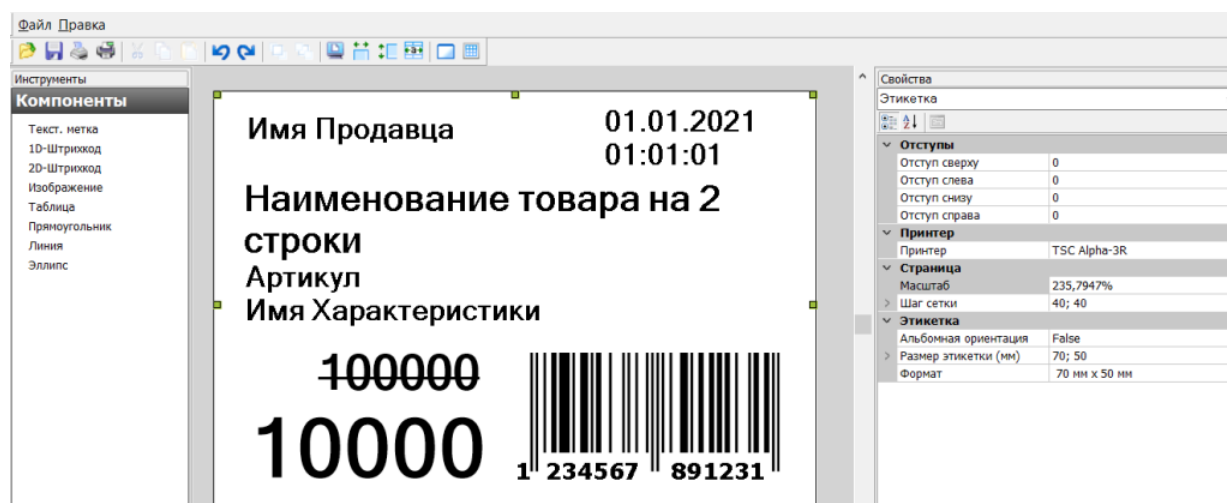 Файл Правка
Инструменты
Компоненты
Текст. метка
1D-Штрихкод
2D-Штрихкод
Изображение
Таблица
Прямоугольник
Линия
Эллипс
Имя Продавца
01.01.2021
01:01:01
Наименование товара на 2
строки
Артикул
Имя Характеристики
100000
10000
1 234567 891231
Свойства
Этикетка
Отступы
Отступ сверху 0
Отступ слева 0
Отступ снизу 0
Отступ справа 0
Принтер
Принтер TSC Alpha-3R
Страница
Масштаб 235,7947%
Шаг сетки 40; 40
Этикетка
Альбомная ориентация False
Размер этикетки (мм) 70; 50
Формат 70 мм x 50 мм